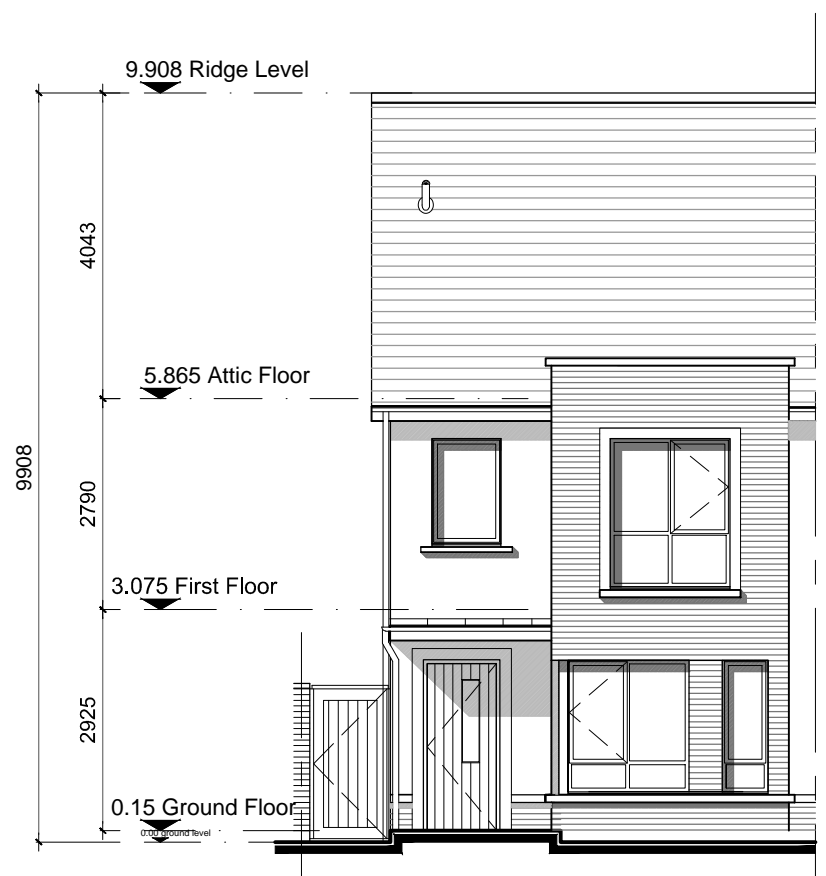 9.908 Ridge Level
4043
5.865 Attic Floor
9908
2790
3.075 First Floor
2925
0.15 Ground Floor
0.00 ground level